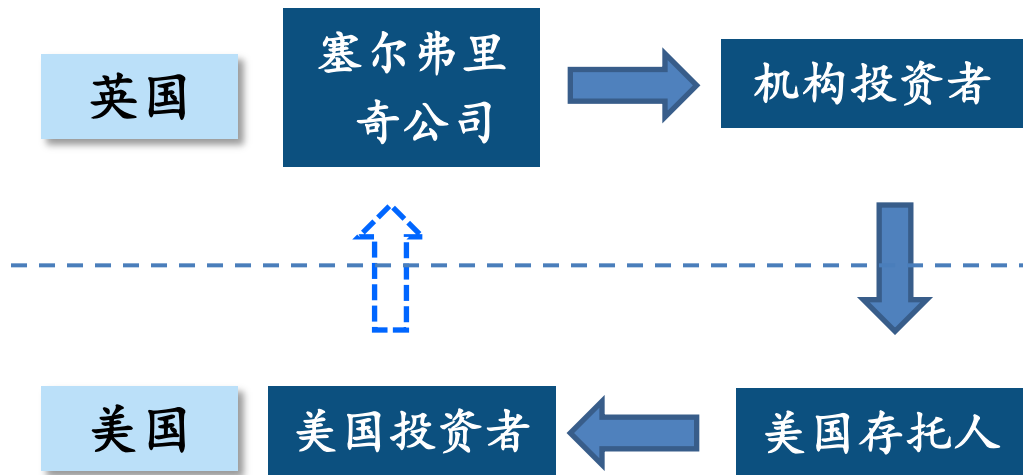 英国
塞尔弗里
奇公司
机构投资者
美国
美国投资者
美国存托人